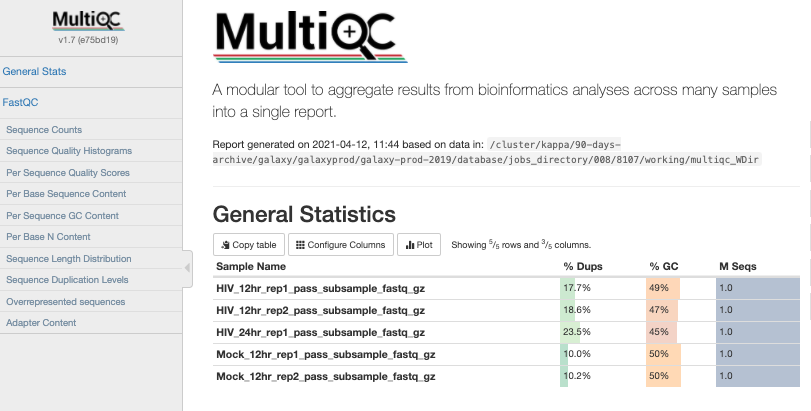 MultiQC
v1.7 (e75bd19)
General Stats
FastQC
Sequence Counts
Sequence Quality Histograms
Per Sequence Quality Scores
Per Base Sequence Content
Per Sequence GC Content
Per Base N Content
Sequence Length Distribution
Sequence Duplication Levels
Overrepresented sequences
Adapter Content
MultiQC
A modular tool to aggregate results from bioinformatics analyses across many samples
into a single report.
Report generated on 2021-04-12, 11:44 based on data in: /cluster/kappa/90-days-
archive/galaxy/galaxyprod/galaxy-prod-2019/database/jobs_directory/008/8107/working/multiqc_WDir
General Statistics
Copy table Configure Columns Plot Showing 5/5 rows and 3/5 columns.
Sample Name % Dups % GC M Seqs
HIV_12hr_rep1_pass_subsample_fastq_gz 17.7% 49% 1.0
HIV_12hr_rep2_pass_subsample_fastq_gz 18.6% 47% 1.0
HIV_24hr_rep1_pass_subsample_fastq_gz 23.5% 45% 1.0
Mock_12hr_rep1_pass_subsample_fastq_gz 10.0% 50% 1.0
Mock_12hr_rep2_pass_subsample_fastq_gz 10.2% 50% 1.0